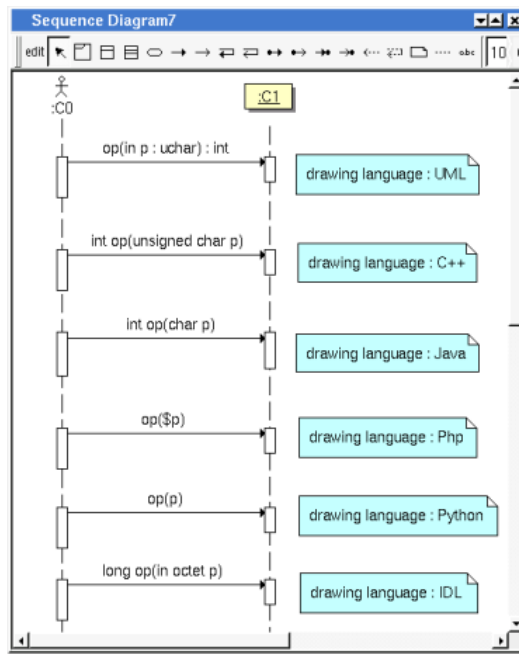 Sequence Diagram7
edit
abc
10
:C0
:C1
op(in p : uchar) : int
drawing language : UML
int op(unsigned char p)
drawing language : C++
int op(char p)
drawing language : Java
op($p)
drawing language : Php
op(p)
drawing language : Python
long op(in octet p)
drawing language : IDL